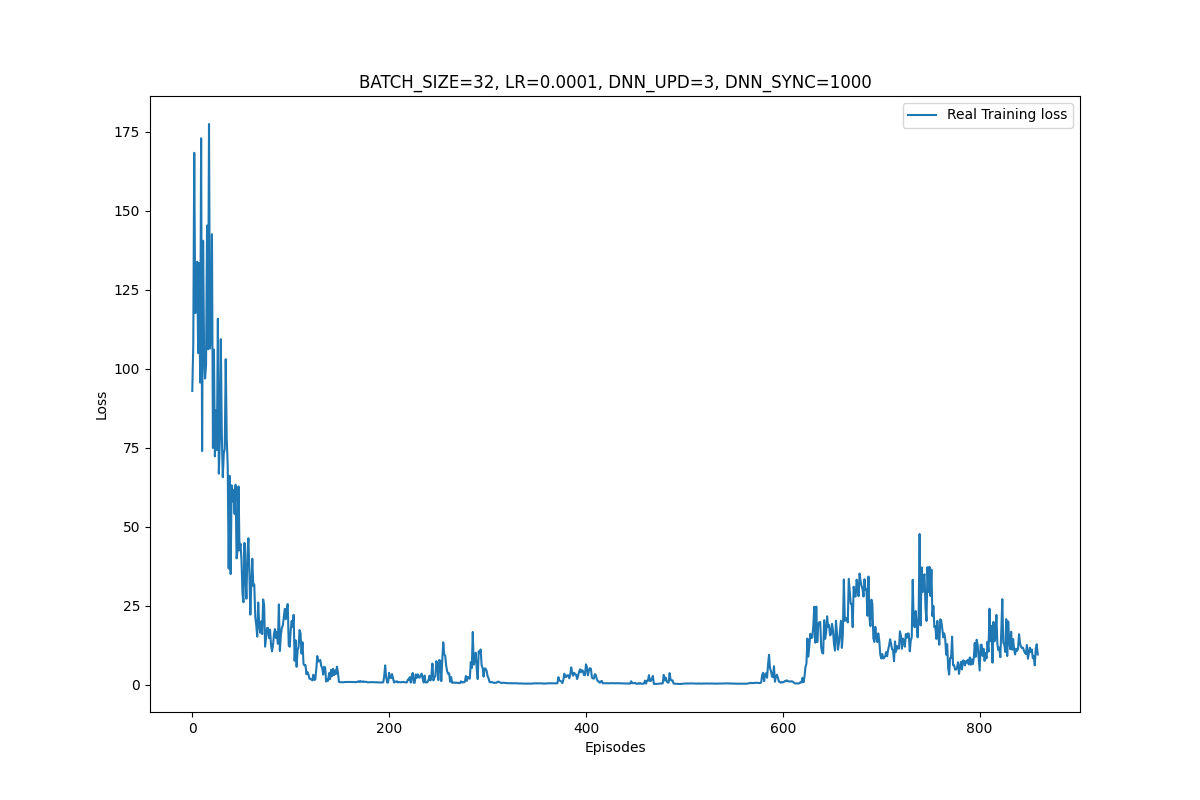 BATCH_SIZE=32, LR=0.0001, DNN_UPD=3, DNN_SYNC=1000
Real Training loss
175
150
125
100
75
50
25
0
Loss
0 200 400 600 800
Episodes